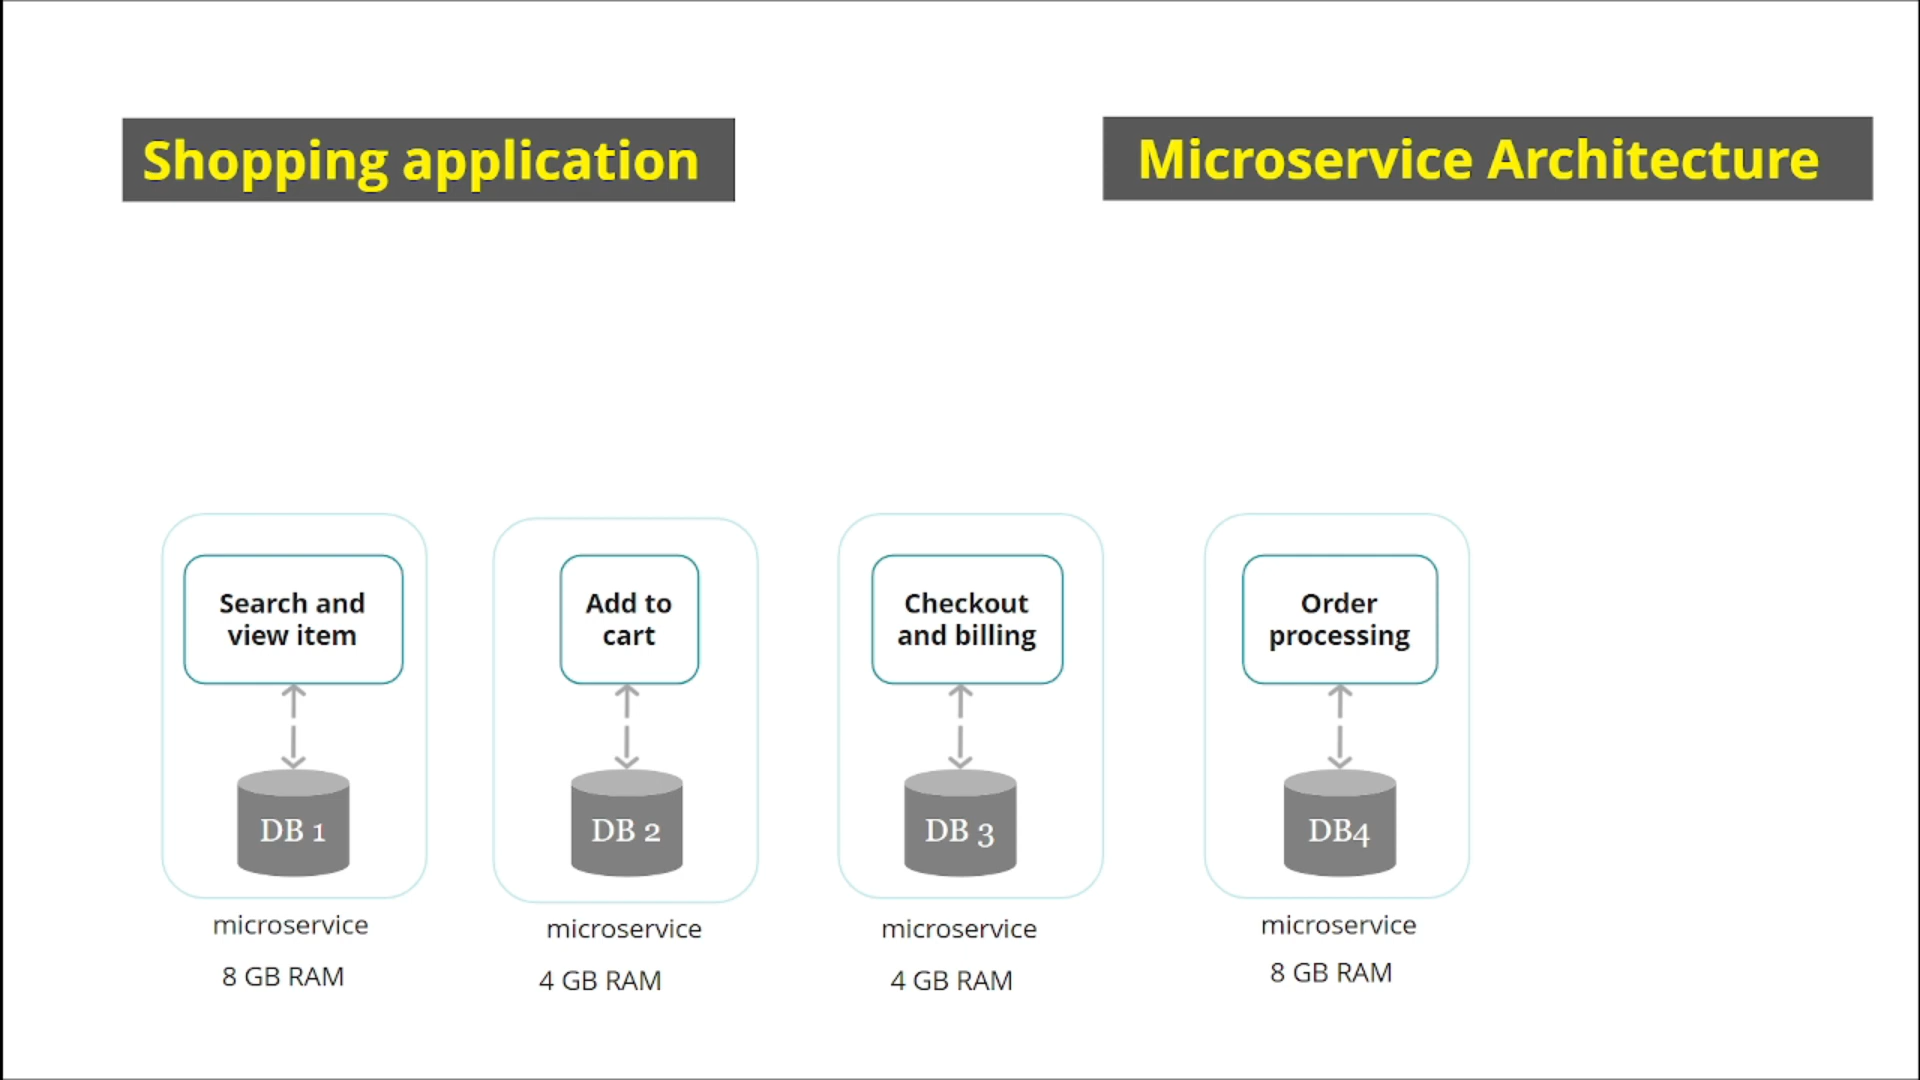 Shopping application
Microservice Architecture
Search and
view item
Add to
cart
Checkout
and billing
Order
processing
DB 1
DB 2
DB 3
DB4
microservice
microservice
microservice
microservice
8 GB RAM
4 GB RAM
4 GB RAM
8 GB RAM